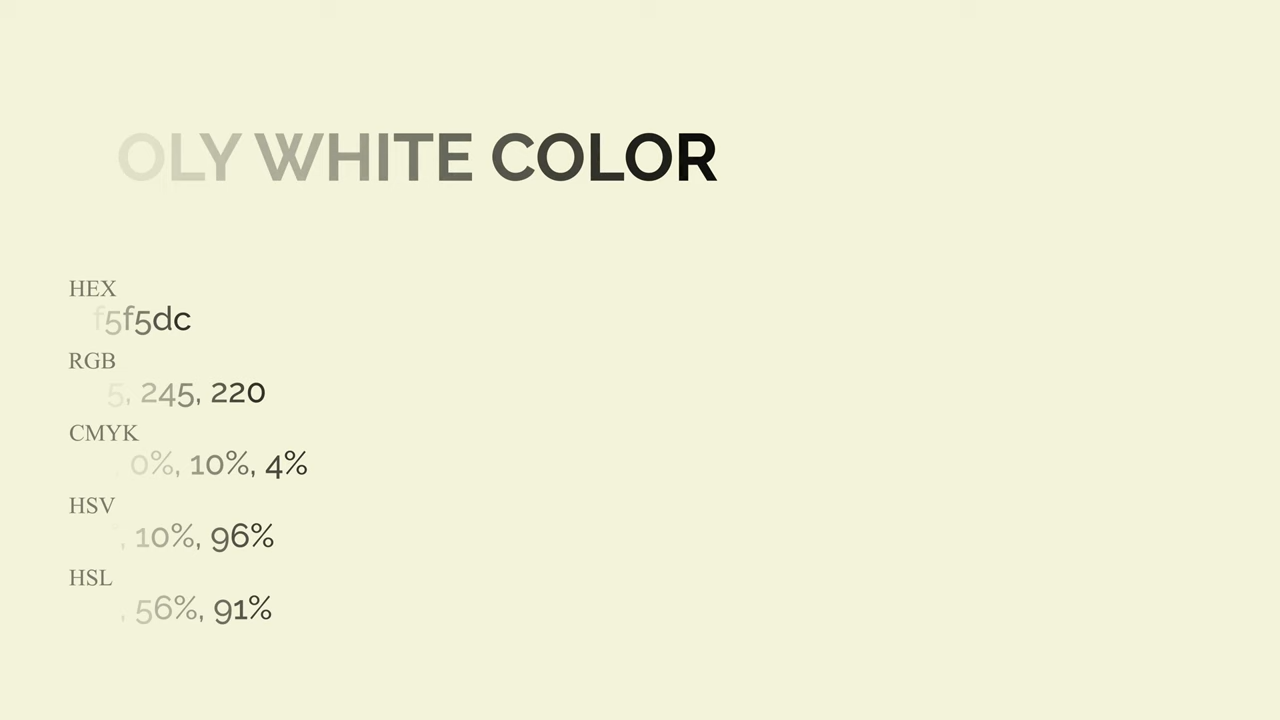 OLY WHITE COLOR
HEX
f5f5dc
RGB
5, 245, 220
CMYK
, 0%, 10%, 4%
HSV
, 10%, 96%
HSL
, 56%, 91%